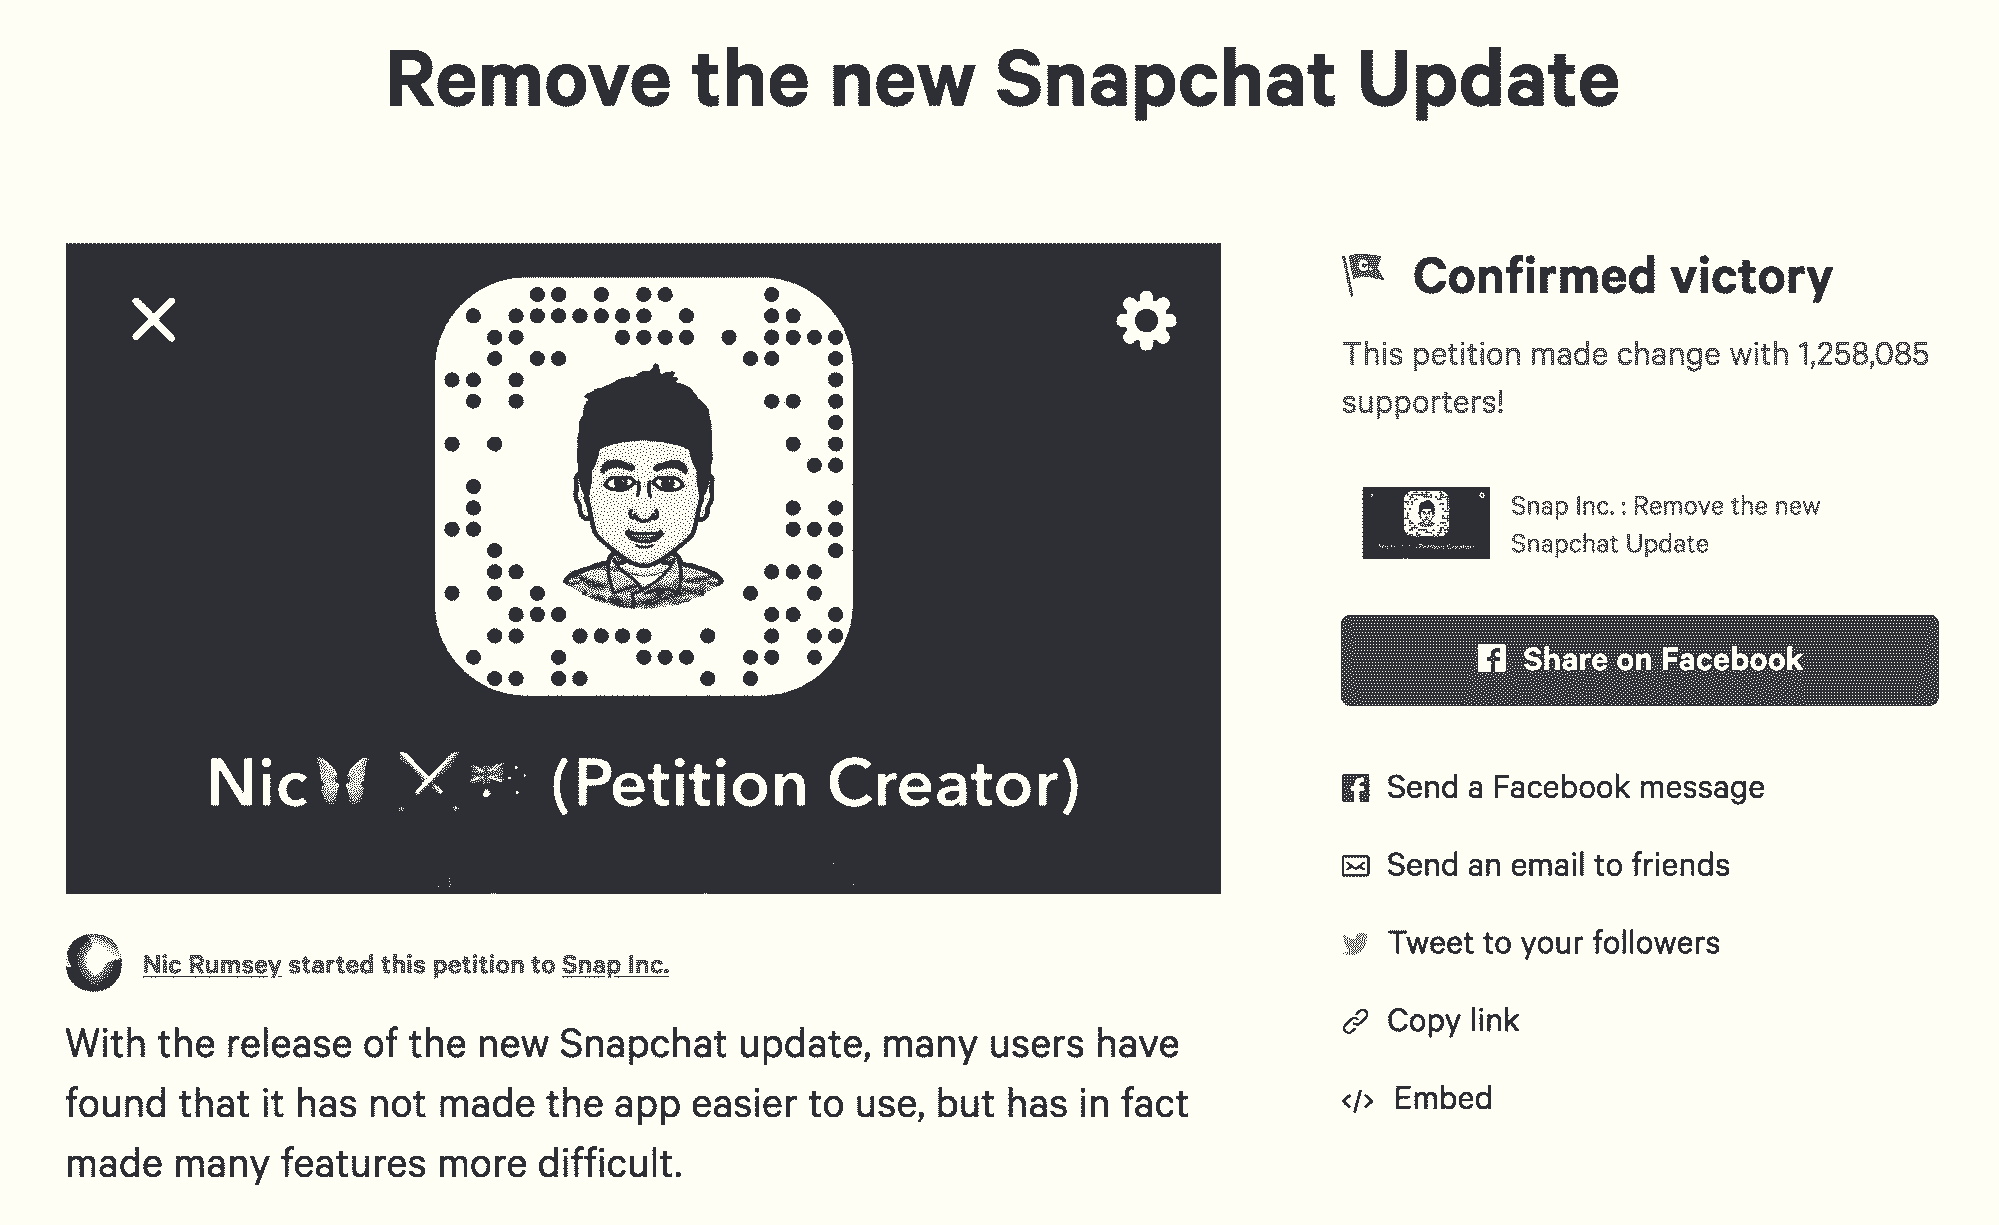 Remove the new Snapchat Update
Nic (Petition Creator)
Nic Rumsey started this petition to Snap Inc.
With the release of the new Snapchat update, many users have
found that it has not made the app easier to use, but has in fact
made many features more difficult.
Confirmed victory
This petition made change with 1,258,085
supporters!
Snap Inc. : Remove the new
Snapchat Update
Share on Facebook
Send a Facebook message
Send an email to friends
Tweet to your followers
Copy link
Embed